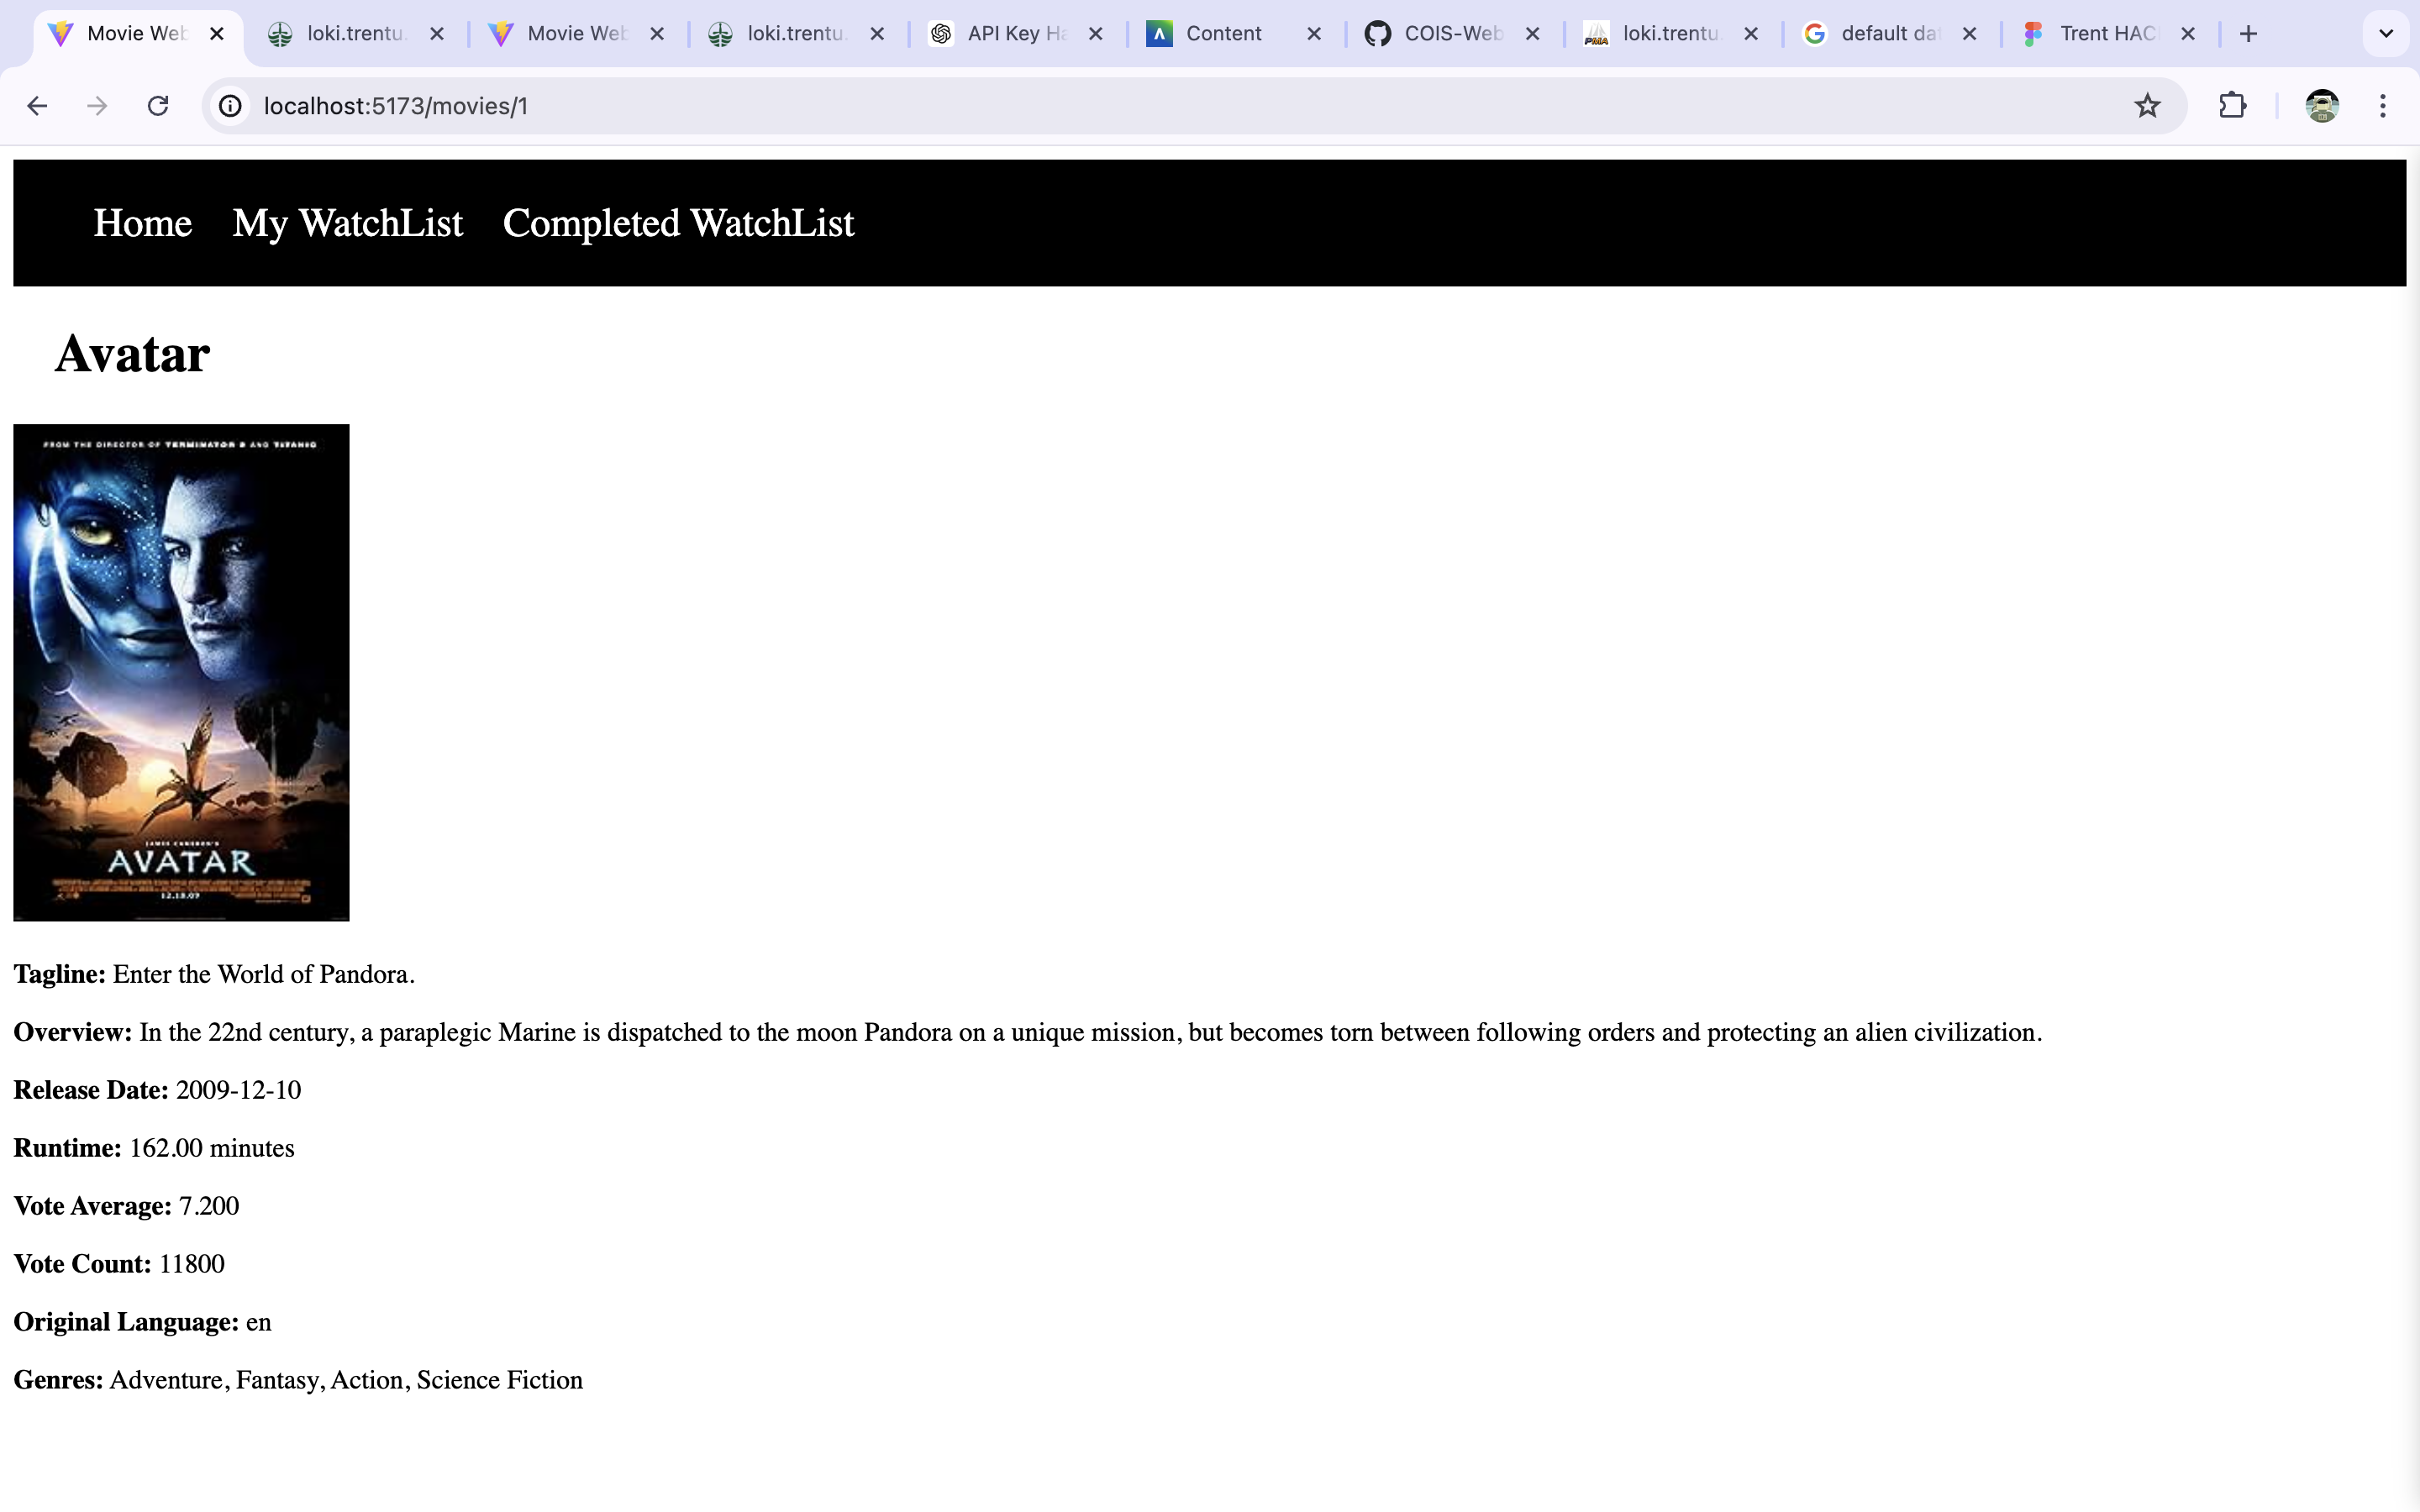 Movie Web
loki.trentu.
Movie Web
loki.trentu.
API Key Ha
Content
COIS-Web
loki.trentu
default dat
Trent HAC
localhost:5173/movies/1
Home My WatchList Completed WatchList
Avatar
FROM THE DIRECTOR OF TERMINATOR 2 AND TITANIC
JAMES CAMERON'S
AVATAR
12.18.09
Tagline: Enter the World of Pandora.
Overview: In the 22nd century, a paraplegic Marine is dispatched to the moon Pandora on a unique mission, but becomes torn between following orders and protecting an alien civilization.
Release Date: 2009-12-10
Runtime: 162.00 minutes
Vote Average: 7.200
Vote Count: 11800
Original Language: en
Genres: Adventure, Fantasy, Action, Science Fiction